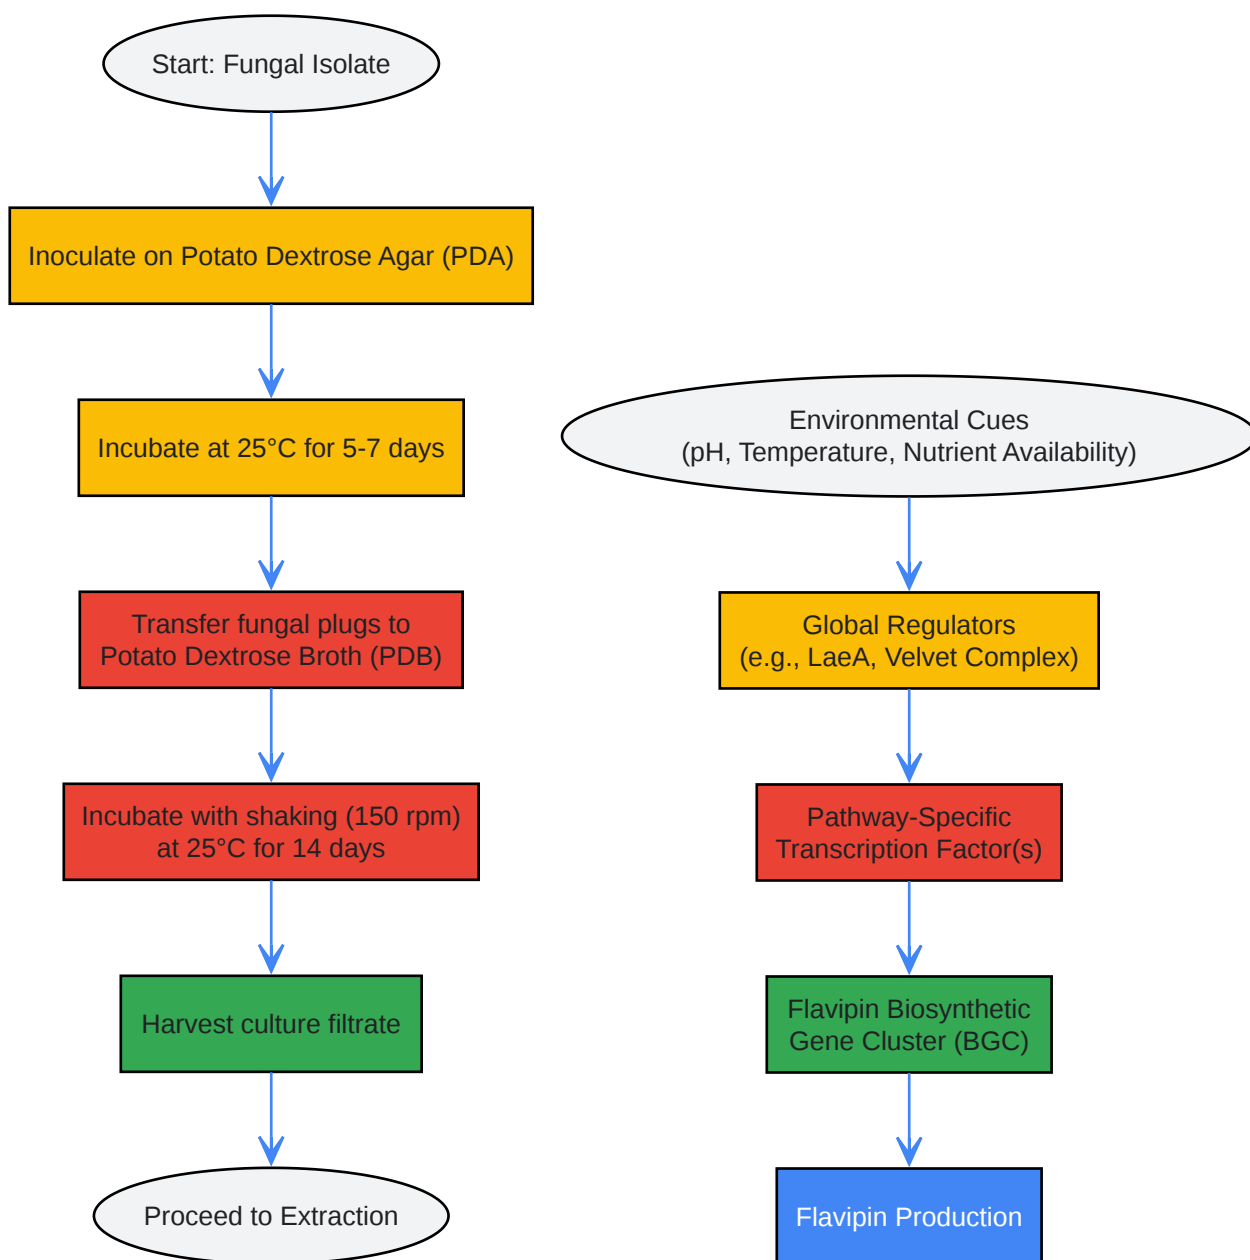 Start: Fungal Isolate
Inoculate on Potato Dextrose Agar (PDA)
Incubate at 25°C for 5-7 days
Transfer fungal plugs to
Potato Dextrose Broth (PDB)
Incubate with shaking (150 rpm)
at 25°C for 14 days
Harvest culture filtrate
Proceed to Extraction
Environmental Cues
(pH, Temperature, Nutrient Availability)
Global Regulators
(e.g., LaeA, Velvet Complex)
Pathway-Specific
Transcription Factor(s)
Flavipin Biosynthetic
Gene Cluster (BGC)
Flavipin Production